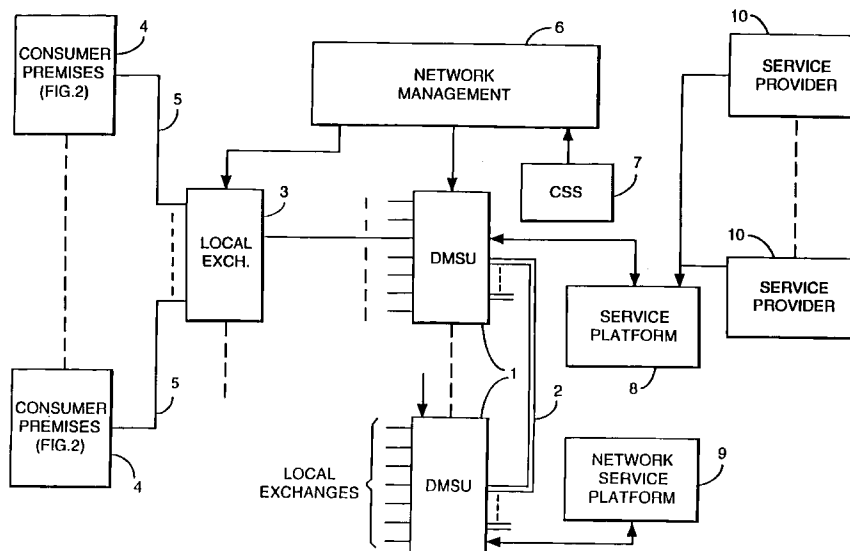 4
CONSUMER
PREMISES
(FIG.2)
5
6
NETWORK
MANAGEMENT
10
SERVICE
PROVIDER
CSS
7
3
LOCAL
EXCH.
DMSU
10
SERVICE
PROVIDER
SERVICE
PLATFORM
8
1
2
5
CONSUMER
PREMISES
(FIG.2)
4
LOCAL
EXCHANGES
DMSU
NETWORK
SERVICE
PLATFORM
9